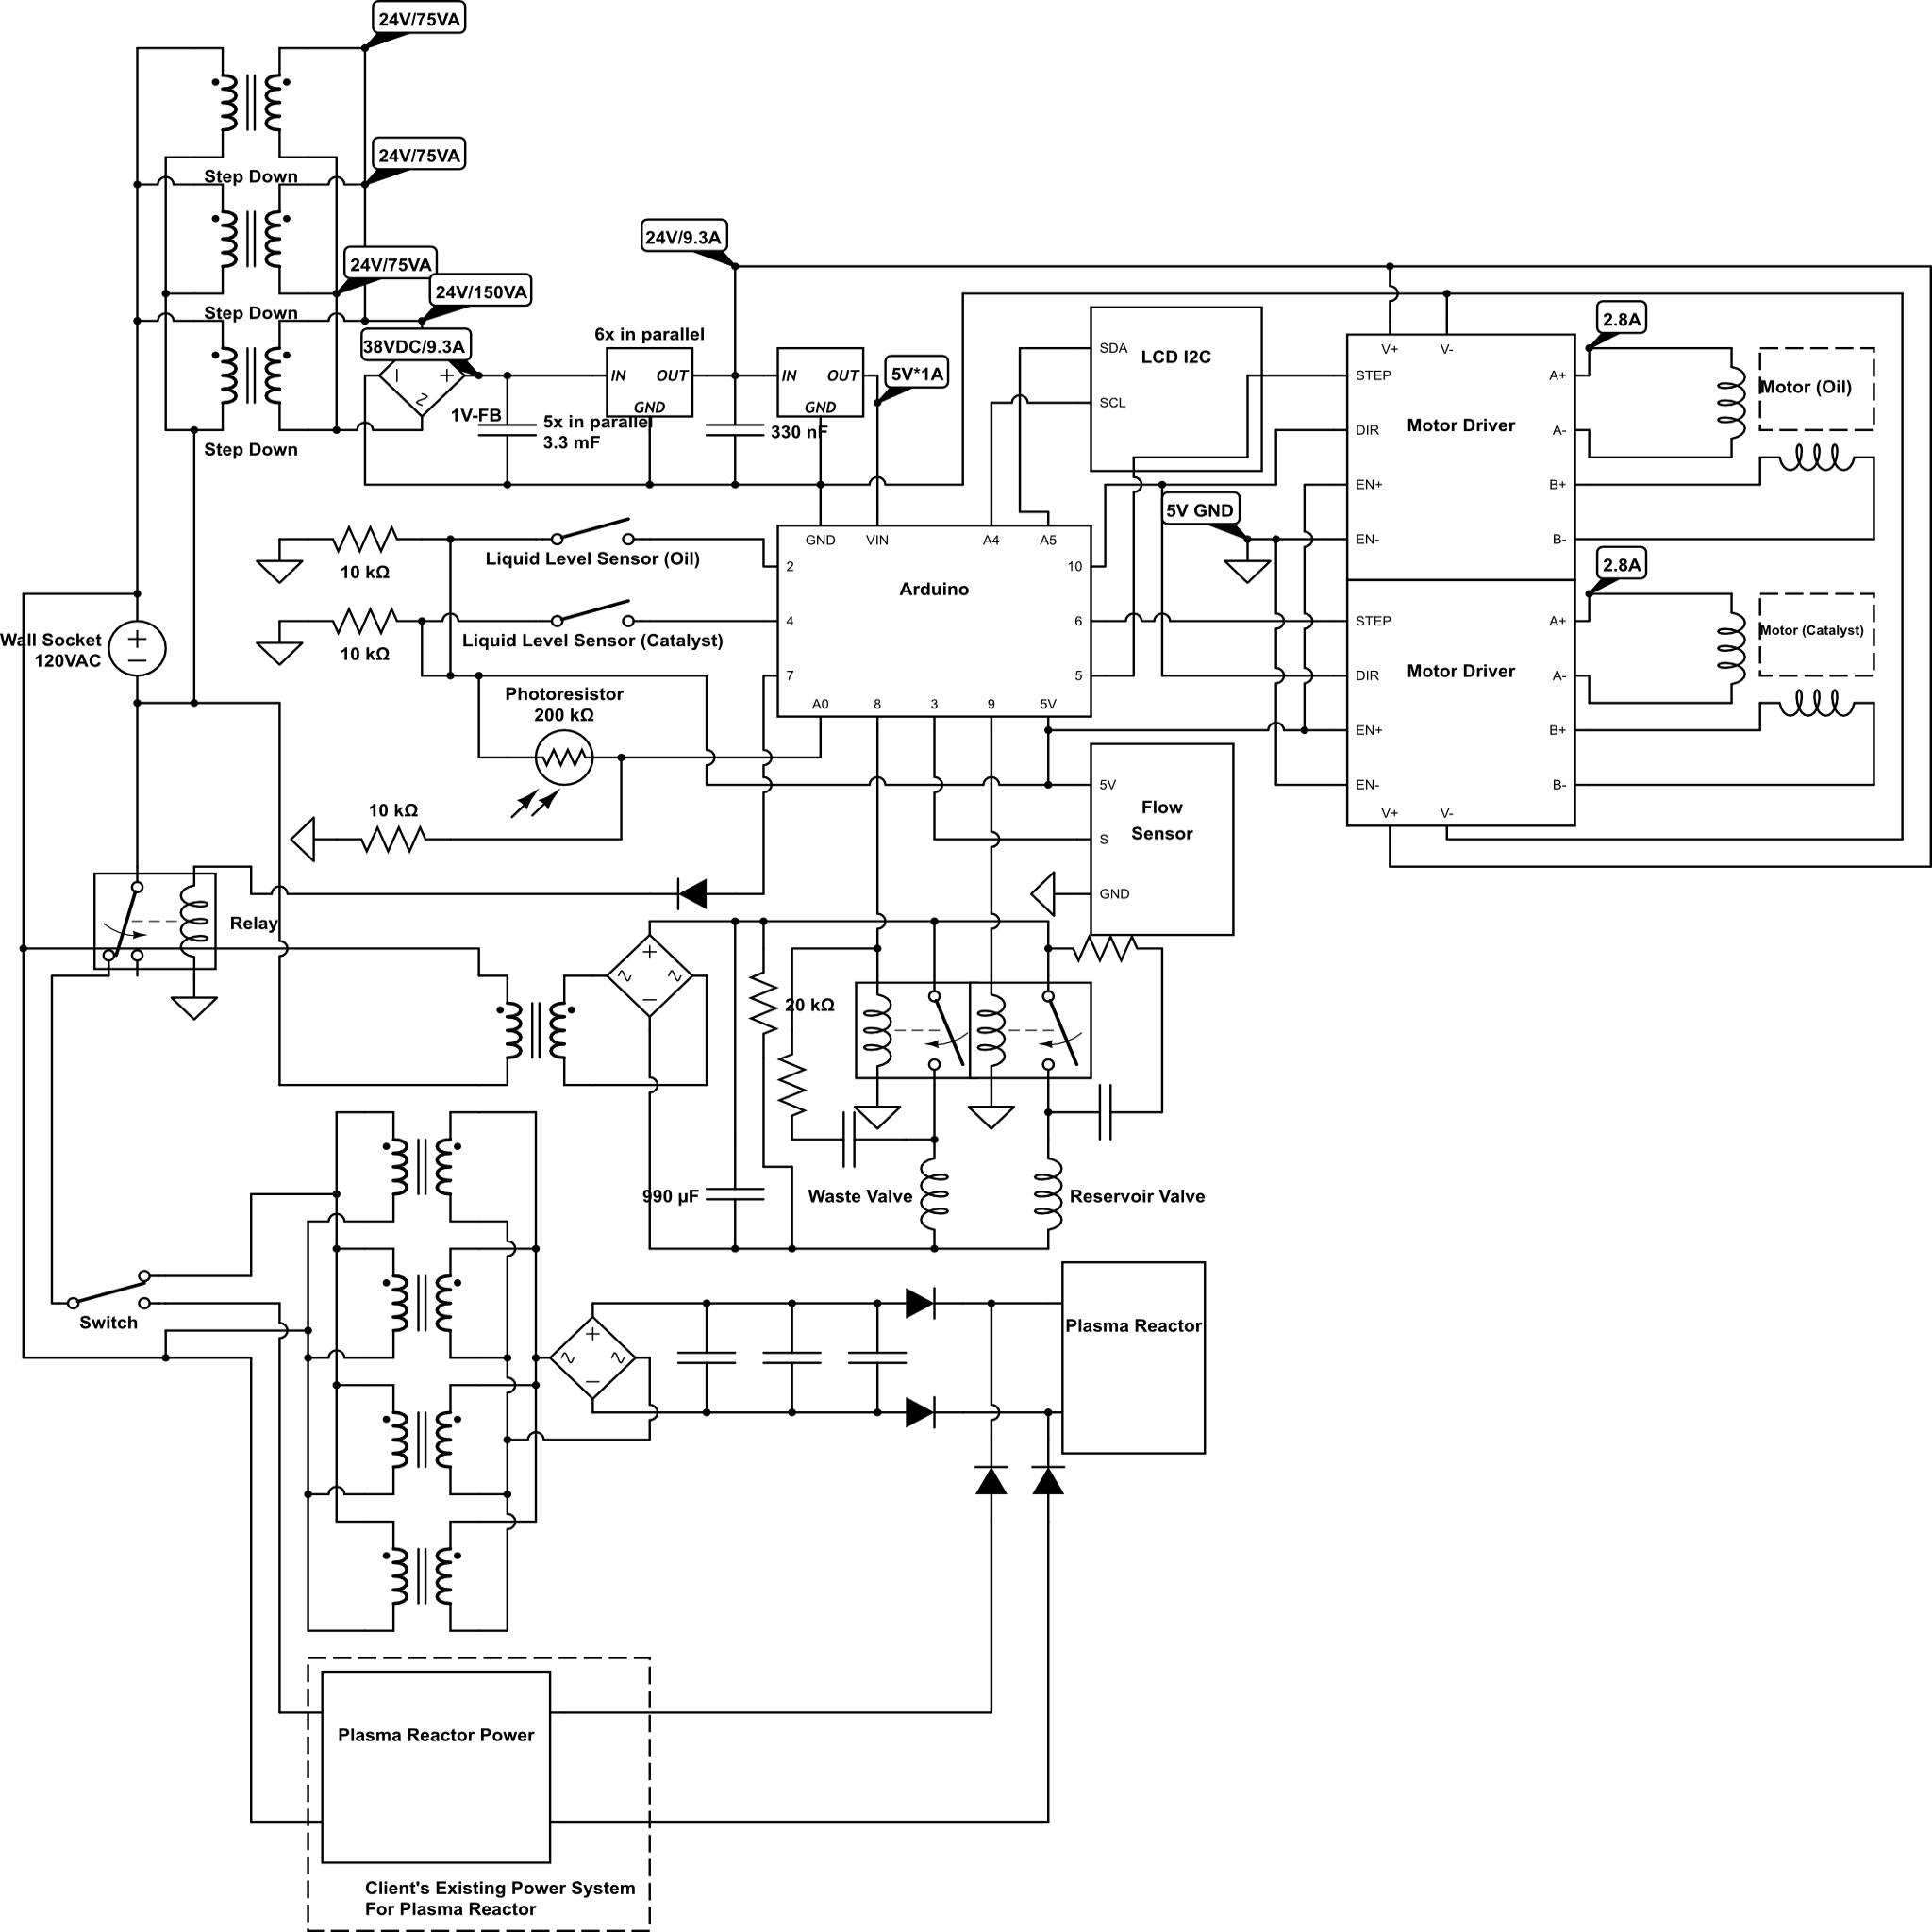 24V/75VA
Step Down
24V/75VA
Step Down
24V/75VA
24V/150VA
38VDC/9.3A
1V-FB
Step Down
5x in parallel
3.3 mF
6x in parallel
IN
OUT
GND
24V/9.3A
330 nF
IN
OUT
GND
5V*1A
SDA
SCL
LCD I2C
V+
V-
STEP
DIR
EN+
EN-
Motor Driver
A+
A-
B+
B-
2.8A
Motor (Oil)
5V GND
10 kΩ
Liquid Level Sensor (Oil)
10 kΩ
Liquid Level Sensor (Catalyst)
GND
VIN
A4
A5
2
4
7
Arduino
10
6
5
A0
8
3
9
5V
STEP
DIR
EN+
EN-
Motor Driver
A+
A-
B+
B-
V+
V-
2.8A
Motor (Catalyst)
Wall Socket
120VAC
Photoresistor
200 kΩ
10 kΩ
5V
S
GND
Flow
Sensor
Relay
20 kΩ
990 µF
Waste Valve
Reservoir Valve
Switch
Plasma Reactor
Plasma Reactor Power
Client's Existing Power System
For Plasma Reactor